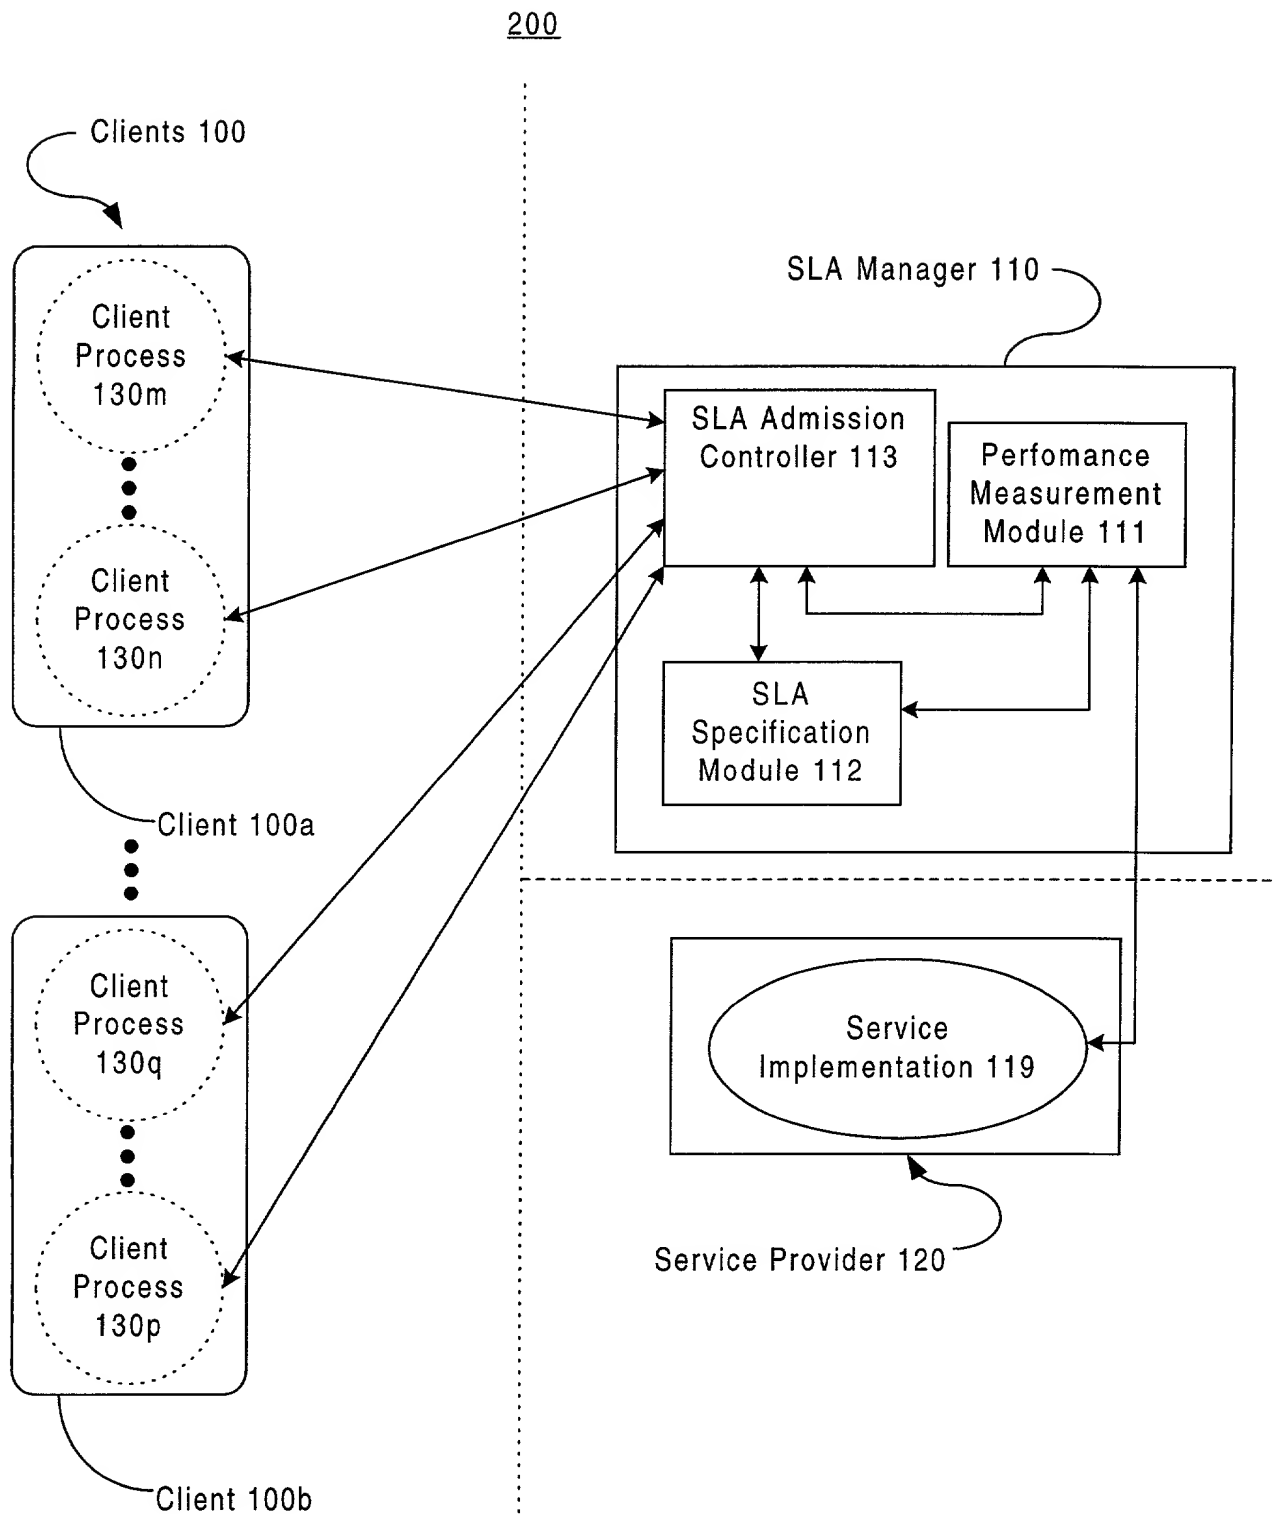 200
Clients 100
Client
Process
130m
Client
Process
130n
Client 100a
Client
Process
130q
Client
Process
130p
Client 100b
SLA Manager 110
SLA Admission
Controller 113
Perfomance
Measurement
Module 111
SLA
Specification
Module 112
Service
Implementation 119
Service Provider 120